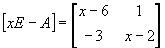 [xE − A] = [ x − 6   1
−3   x − 2 ]